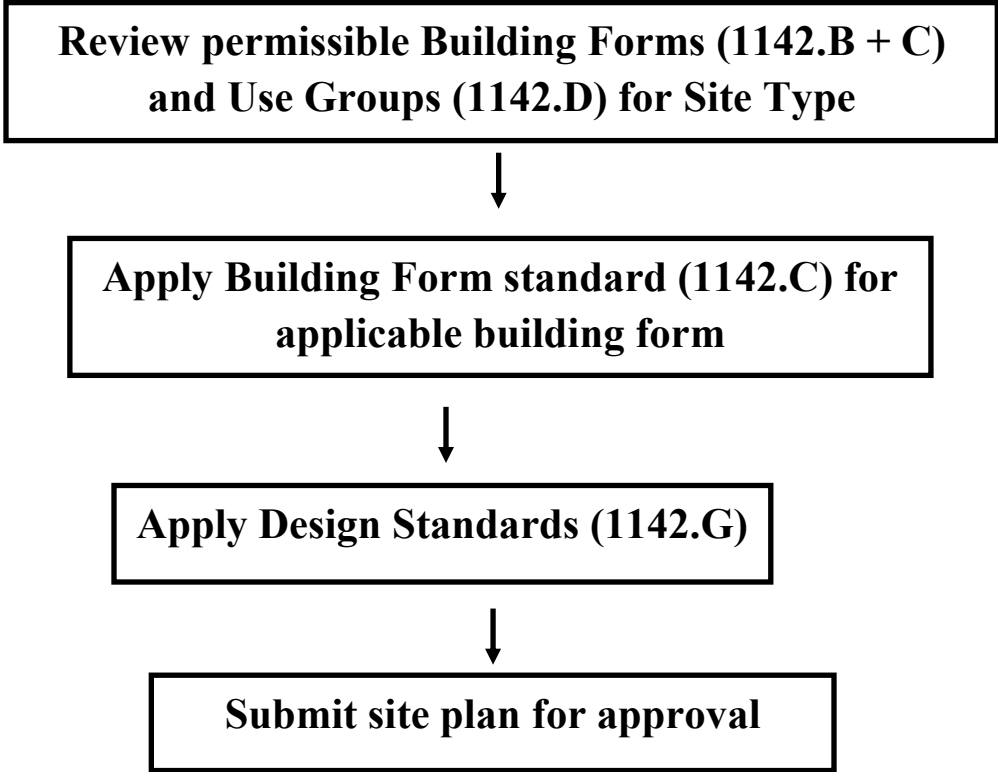 Review permissible Building Forms (1142.B + C)
and Use Groups (1142.D) for Site Type
Apply Building Form standard (1142.C) for
applicable building form
Apply Design Standards (1142.G)
Submit site plan for approval